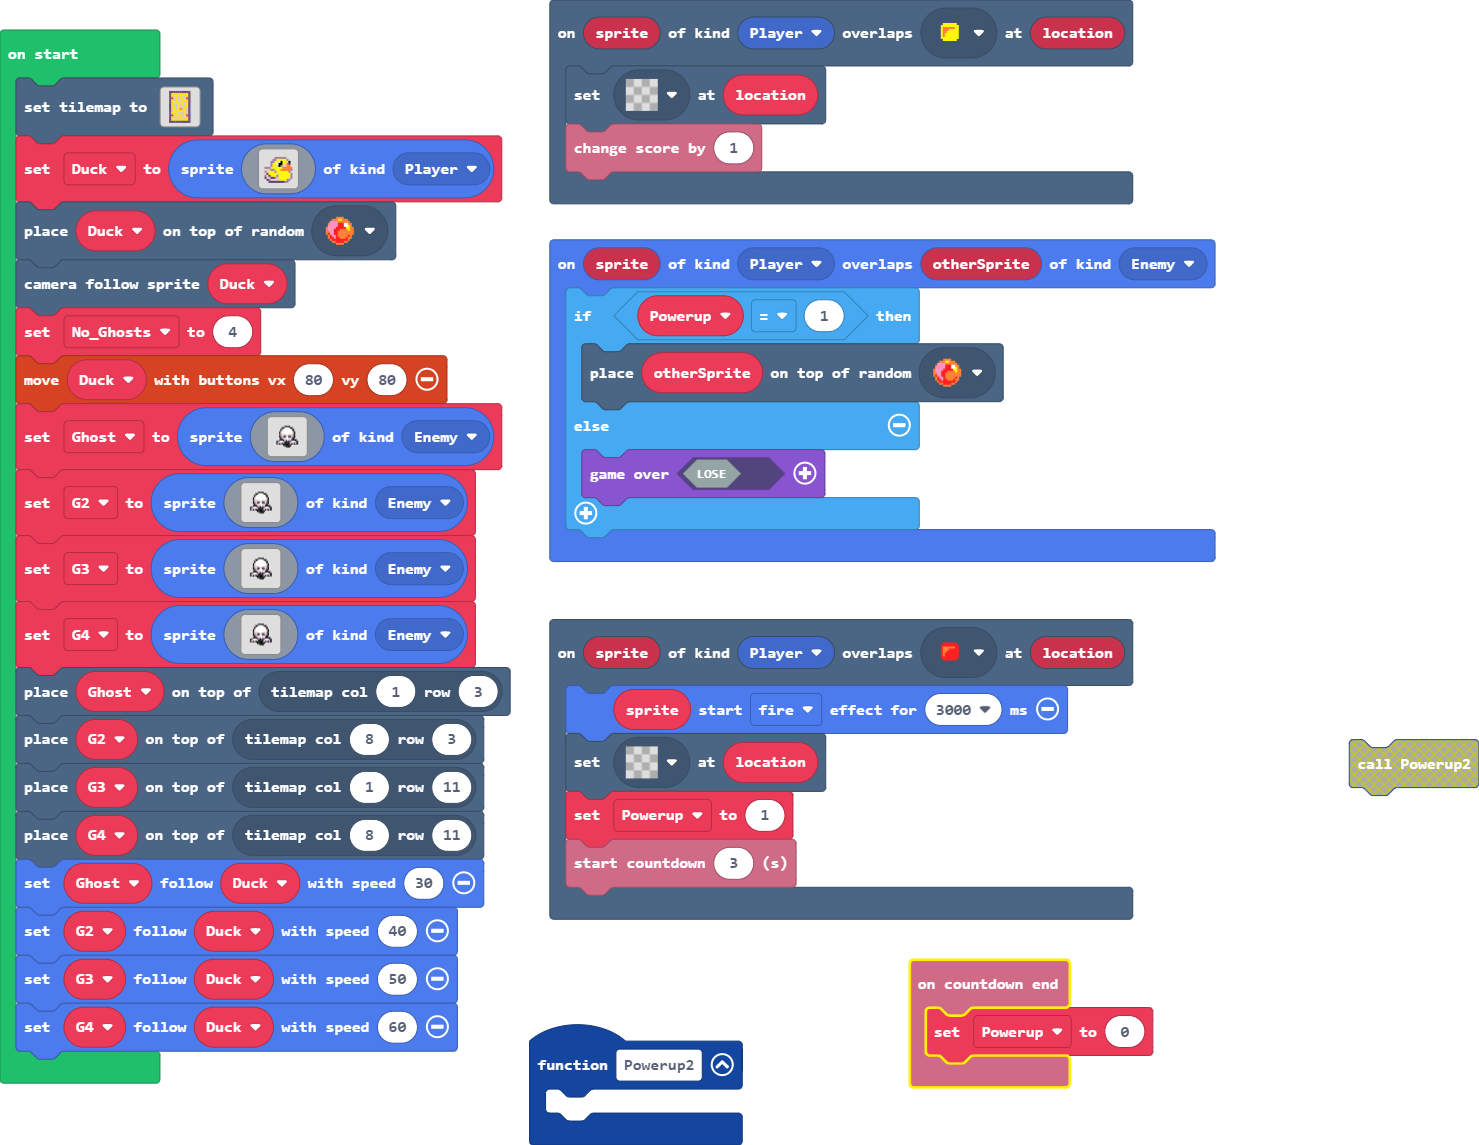 on start
set tilemap to
set Duck to sprite of kind Player
place Duck on top of random
camera follow sprite Duck
set No_Ghosts to 4
move Duck with buttons vx 80 vy 80
set Ghost to sprite of kind Enemy
set G2 to sprite of kind Enemy
set G3 to sprite of kind Enemy
set G4 to sprite of kind Enemy
place Ghost on top of tilemap col 1 row 3
place G2 on top of tilemap col 8 row 3
place G3 on top of tilemap col 1 row 11
place G4 on top of tilemap col 8 row 11
set Ghost follow Duck with speed 30
set G2 follow Duck with speed 40
set G3 follow Duck with speed 50
set G4 follow Duck with speed 60
on sprite of kind Player overlaps at location
set at location
change score by 1
on sprite of kind Player overlaps otherSprite of kind Enemy
if Powerup = 1 then
place otherSprite on top of random
else
game over LOSE
on sprite of kind Player overlaps at location
sprite start fire effect for 3000 ms
set at location
set Powerup to 1
start countdown 3 (s)
call Powerup2
on countdown end
set Powerup to 0
function Powerup2